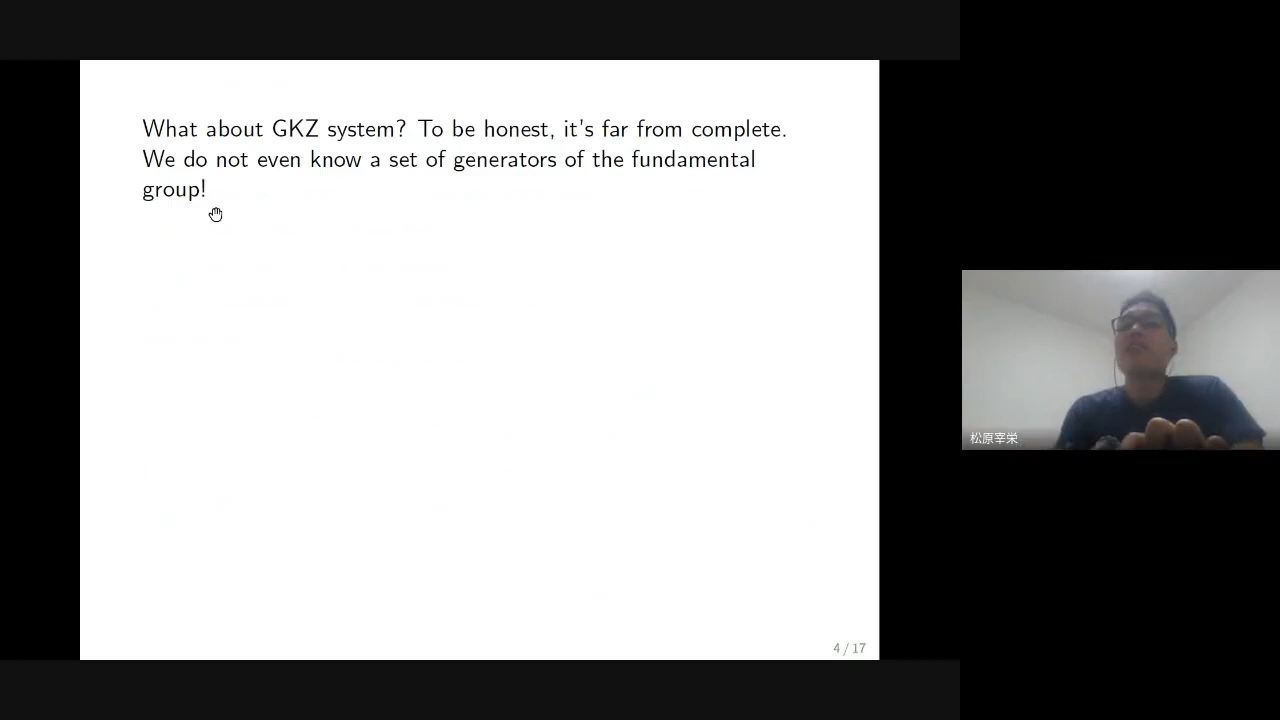 What about GKZ system? To be honest, it's far from complete.
We do not even know a set of generators of the fundamental
group!
4 / 17
松原宰栄